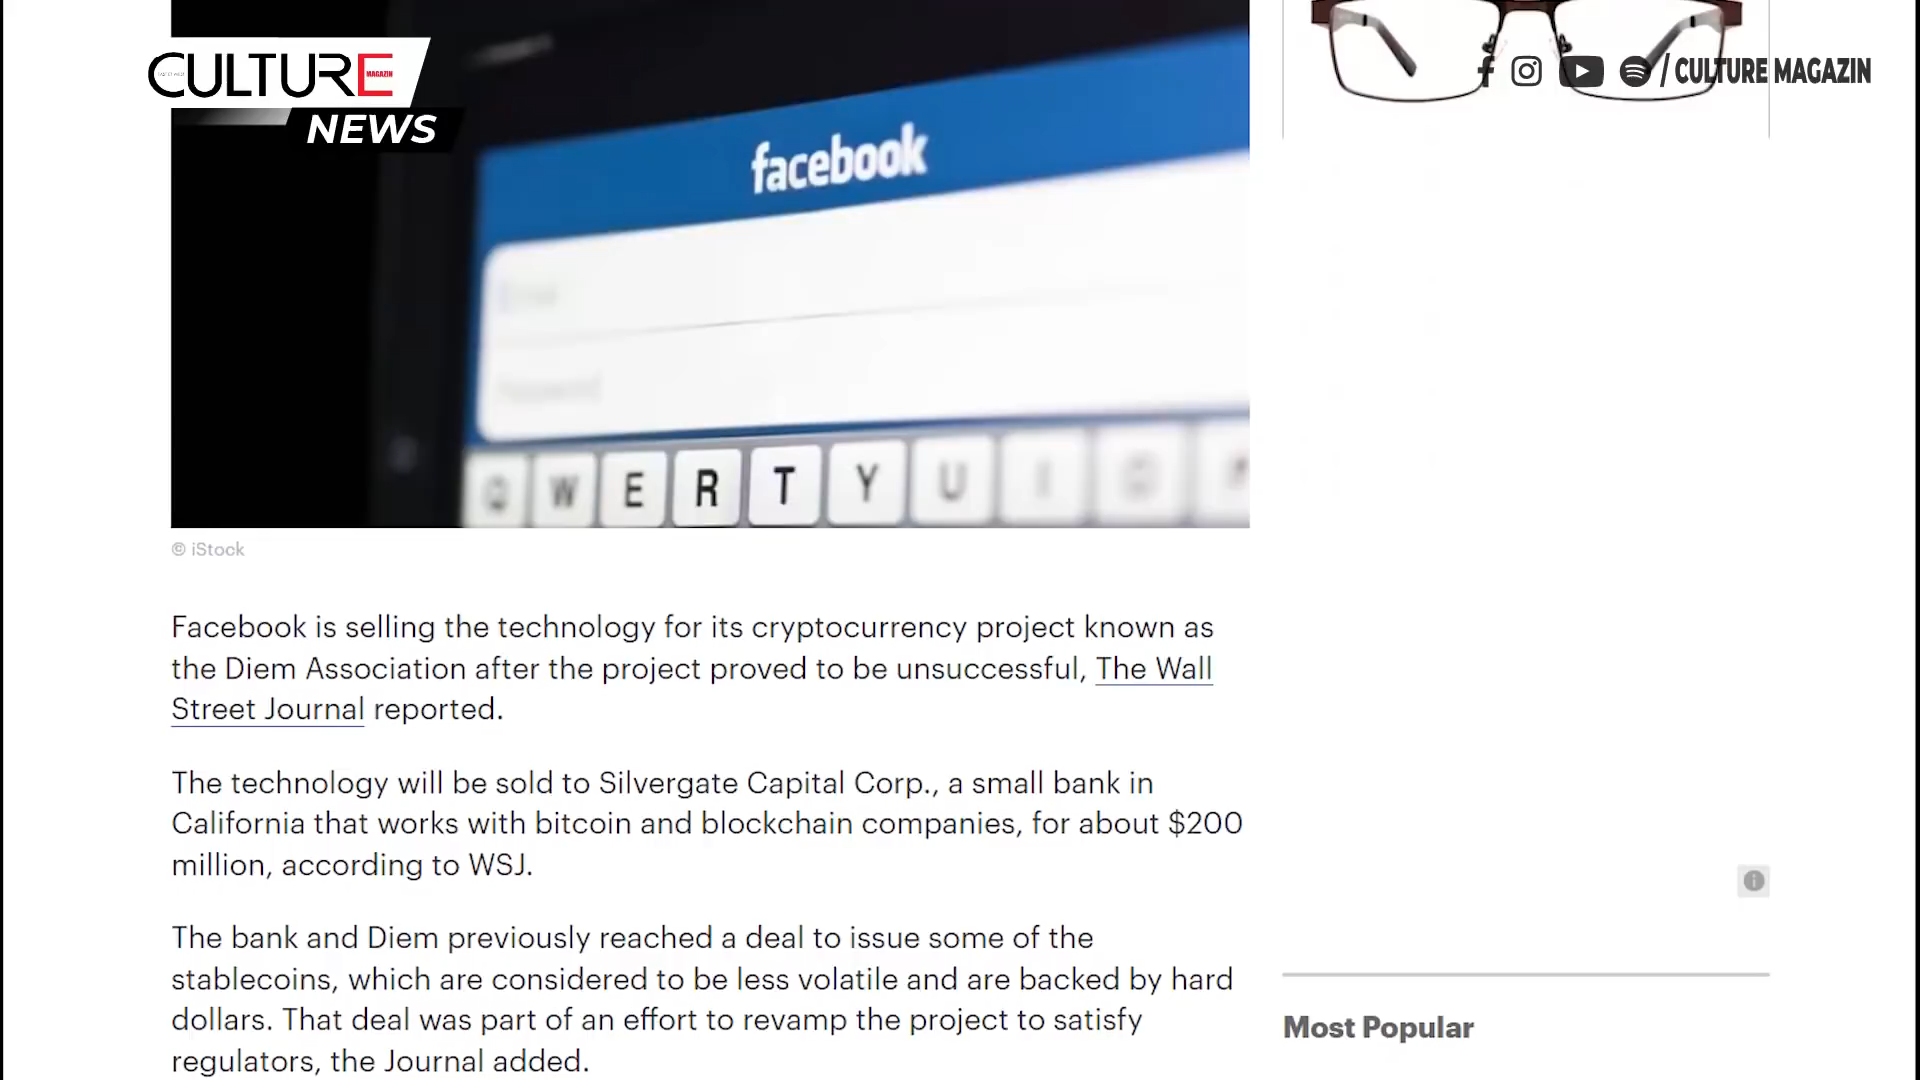 CULTURE
MAGAZIN
NEWS
/ CULTURE MAGAZIN
facebook
Q W E R T Y U I O
© iStock
Facebook is selling the technology for its cryptocurrency project known as
the Diem Association after the project proved to be unsuccessful, The Wall
Street Journal reported.
The technology will be sold to Silvergate Capital Corp., a small bank in
California that works with bitcoin and blockchain companies, for about $200
million, according to WSJ.
The bank and Diem previously reached a deal to issue some of the
stablecoins, which are considered to be less volatile and are backed by hard
dollars. That deal was part of an effort to revamp the project to satisfy
regulators, the Journal added.
Most Popular